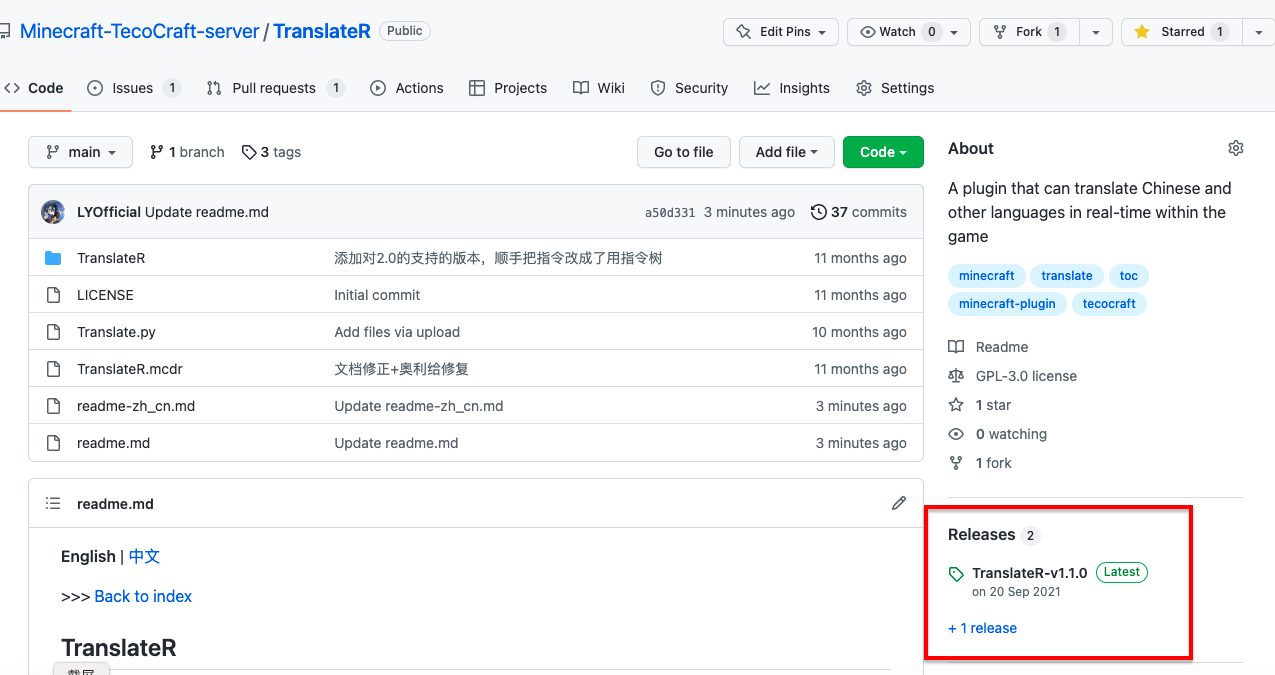 Minecraft-TecoCraft-server / TranslateR Public
Edit Pins Watch 0 Fork 1 Starred 1
Code Issues 1 Pull requests 1 Actions Projects Wiki Security Insights Settings
main 1 branch 3 tags Go to file Add file Code
LYOfficial Update readme.md a50d331 3 minutes ago 37 commits
TranslateR 添加对2.0的支持的版本，顺手把指令改成了用指令树 11 months ago
LICENSE Initial commit 11 months ago
Translate.py Add files via upload 10 months ago
TranslateR.mcdr 文档修正+奥利给修复 11 months ago
readme-zh_cn.md Update readme-zh_cn.md 3 minutes ago
readme.md Update readme.md 3 minutes ago
readme.md
English | 中文
>>> Back to index
TranslateR
About
A plugin that can translate Chinese and
other languages in real-time within the
game
minecraft translate toc
minecraft-plugin tecocraft
Readme
GPL-3.0 license
1 star
0 watching
1 fork
Releases 2
TranslateR-v1.1.0 Latest
on 20 Sep 2021
+ 1 release